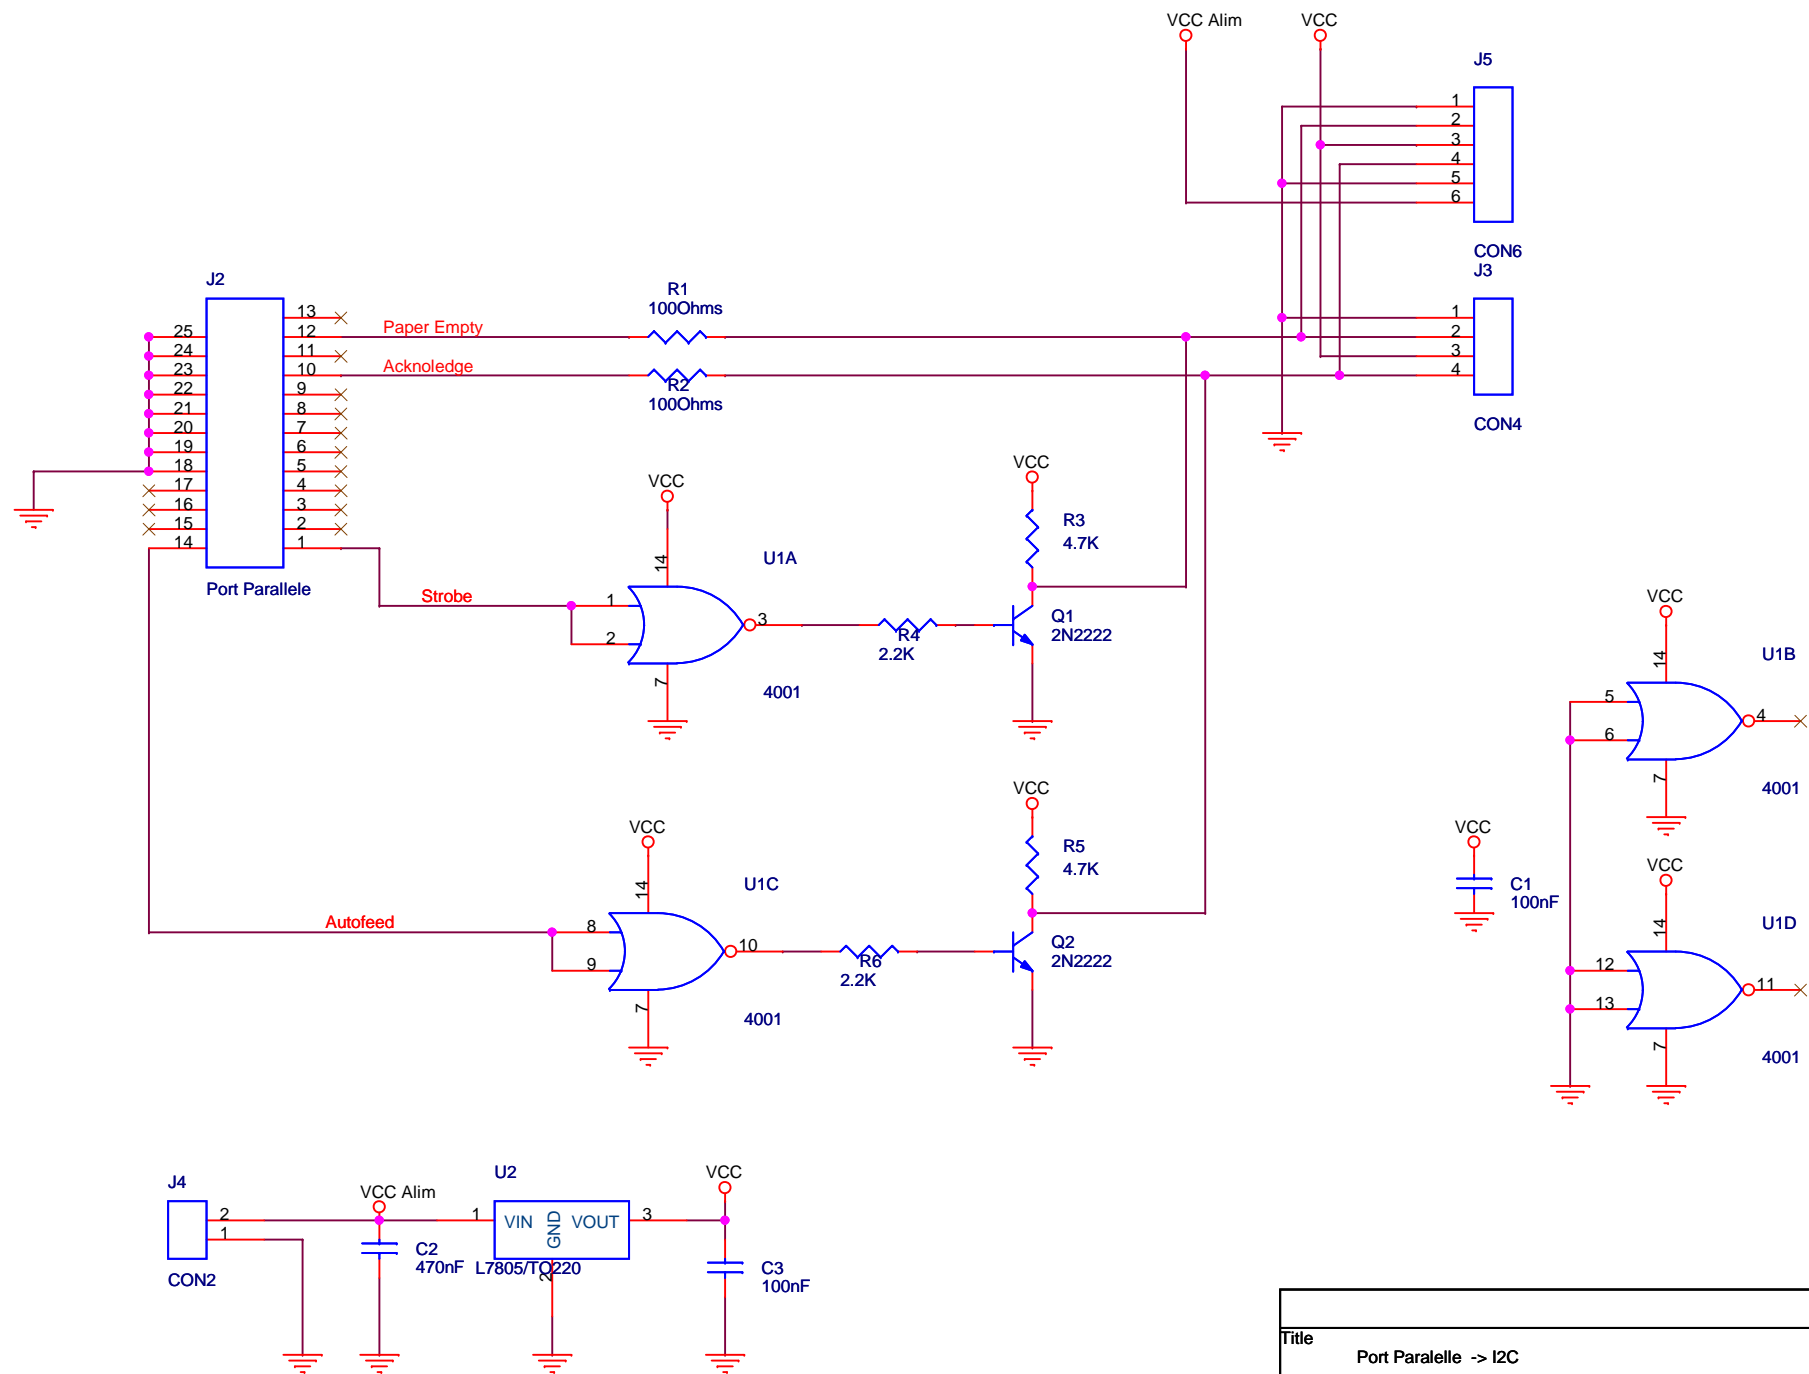 VCC Alim
VCC
J5
1
2
3
4
5
6
CON6
J3
1
2
3
4
CON4
J2
25
24
23
22
21
20
19
18
17
16
15
14
13
12
11
10
9
8
7
6
5
4
3
2
1
Port Parallele
Paper Empty
Acknoledge
R1
100Ohms
R2
100Ohms
VCC
14
U1A
Strobe
1
2
3
7
4001
R4
2.2K
VCC
R3
4.7K
Q1
2N2222
VCC
14
U1C
Autofeed
8
9
10
7
4001
R6
2.2K
VCC
R5
4.7K
Q2
2N2222
VCC
14
U1B
5
6
4
7
4001
VCC
C1
100nF
VCC
14
U1D
12
13
11
7
4001
J4
2
1
CON2
VCC Alim
C2
470nF
U2
1
VIN
GND
VOUT
3
L7805/TO220
2
VCC
C3
100nF
Title
Port Paralelle -> I2C